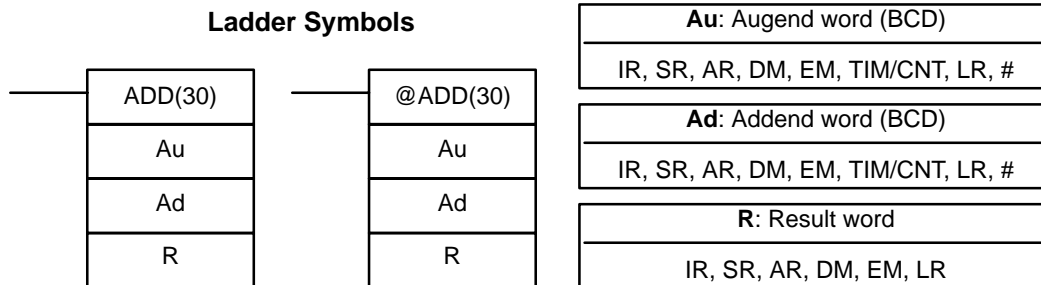 Ladder Symbols
ADD(30)
Au
Ad
R
@ADD(30)
Au
Ad
R
Au: Augend word (BCD)
IR, SR, AR, DM, EM, TIM/CNT, LR, #
Ad: Addend word (BCD)
IR, SR, AR, DM, EM, TIM/CNT, LR, #
R: Result word
IR, SR, AR, DM, EM, LR